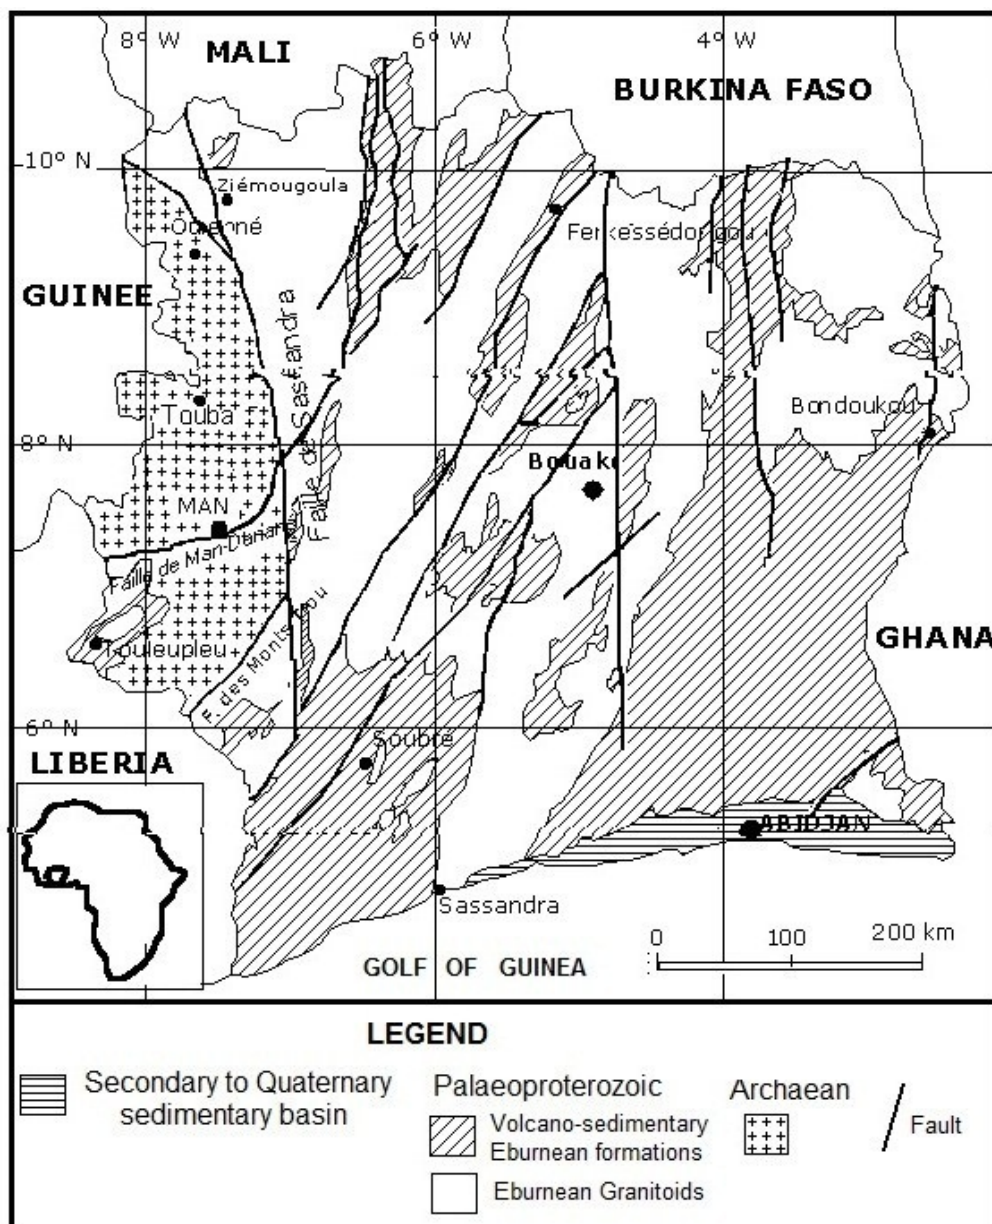 8° W 6° W 4° W
MALI
BURKINA FASO
10° N
Ziémougoula
Odienné
Ferkessédougou
GUINEE
Faille de Sassandra
Touba
Bondoukou
8° N
Bouaké
MAN
Faille de Man-Danané
GHANA
Touleupleu
F. des Monts Trou
6° N
Soubré
LIBERIA
ABIDJAN
Sassandra
0 100 200 km
GOLF OF GUINEA
LEGEND
Secondary to Quaternary
sedimentary basin
Palaeoproterozoic
Volcano-sedimentary
Eburnean formations
Eburnean Granitoids
Archaean
Fault